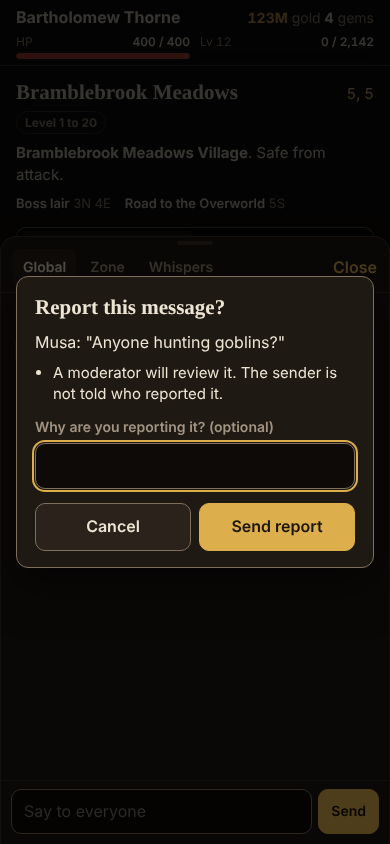 Bartholomew Thorne
123M gold 4 gems
HP 400 / 400 Lv 12 0 / 2,142
Bramblebrook Meadows 5, 5
Level 1 to 20
Bramblebrook Meadows Village. Safe from
attack.
Boss lair 3N 4E Road to the Overworld 5S
Global Zone Whispers Close
Report this message?
Musa: "Anyone hunting goblins?"
• A moderator will review it. The sender is
not told who reported it.
Why are you reporting it? (optional)
Cancel Send report
Say to everyone Send